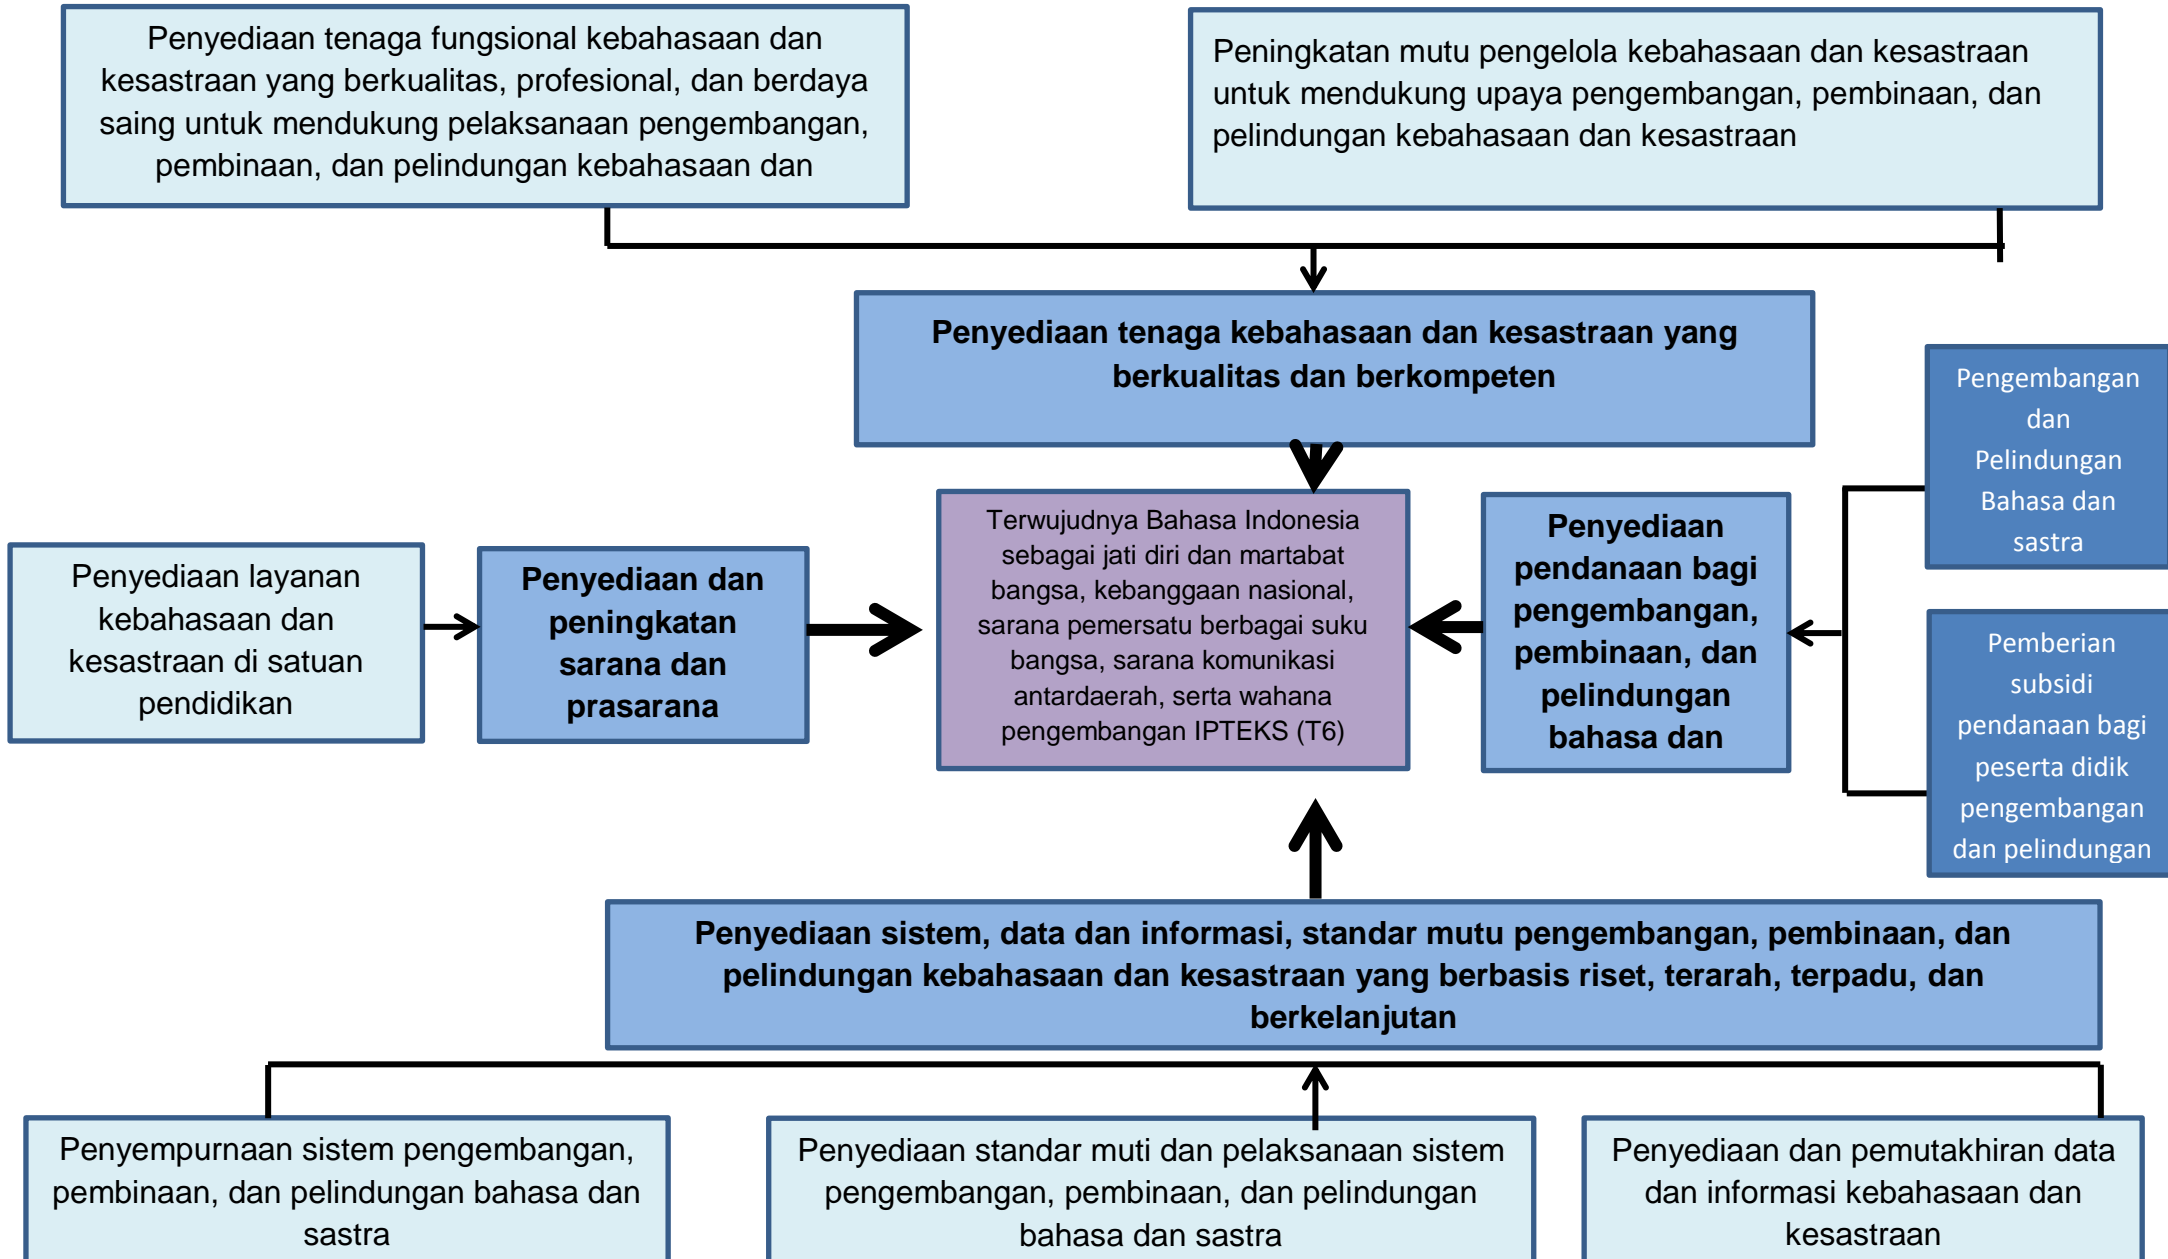 Penyediaan tenaga fungsional kebahasaan dan
kesastraan yang berkualitas, profesional, dan berdaya
saing untuk mendukung pelaksanaan pengembangan,
pembinaan, dan pelindungan kebahasaan dan
Peningkatan mutu pengelola kebahasaan dan kesastraan
untuk mendukung upaya pengembangan, pembinaan, dan
pelindungan kebahasaan dan kesastraan
Penyediaan tenaga kebahasaan dan kesastraan yang
berkualitas dan berkompeten
Penyediaan layanan
kebahasaan dan
kesastraan di satuan
pendidikan
Penyediaan dan
peningkatan
sarana dan
prasarana
Terwujudnya Bahasa Indonesia
sebagai jati diri dan martabat
bangsa, kebanggaan nasional,
sarana pemersatu berbagai suku
bangsa, sarana komunikasi
antardaerah, serta wahana
pengembangan IPTEKS (T6)
Penyediaan
pendanaan bagi
pengembangan,
pembinaan, dan
pelindungan
bahasa dan
Pengembangan
dan
Pelindungan
Bahasa dan
sastra
Pemberian
subsidi
pendanaan bagi
peserta didik
pengembangan
dan pelindungan
Penyediaan sistem, data dan informasi, standar mutu pengembangan, pembinaan, dan
pelindungan kebahasaan dan kesastraan yang berbasis riset, terarah, terpadu, dan
berkelanjutan
Penyempurnaan sistem pengembangan,
pembinaan, dan pelindungan bahasa dan
sastra
Penyediaan standar muti dan pelaksanaan sistem
pengembangan, pembinaan, dan pelindungan
bahasa dan sastra
Penyediaan dan pemutakhiran data
dan informasi kebahasaan dan
kesastraan